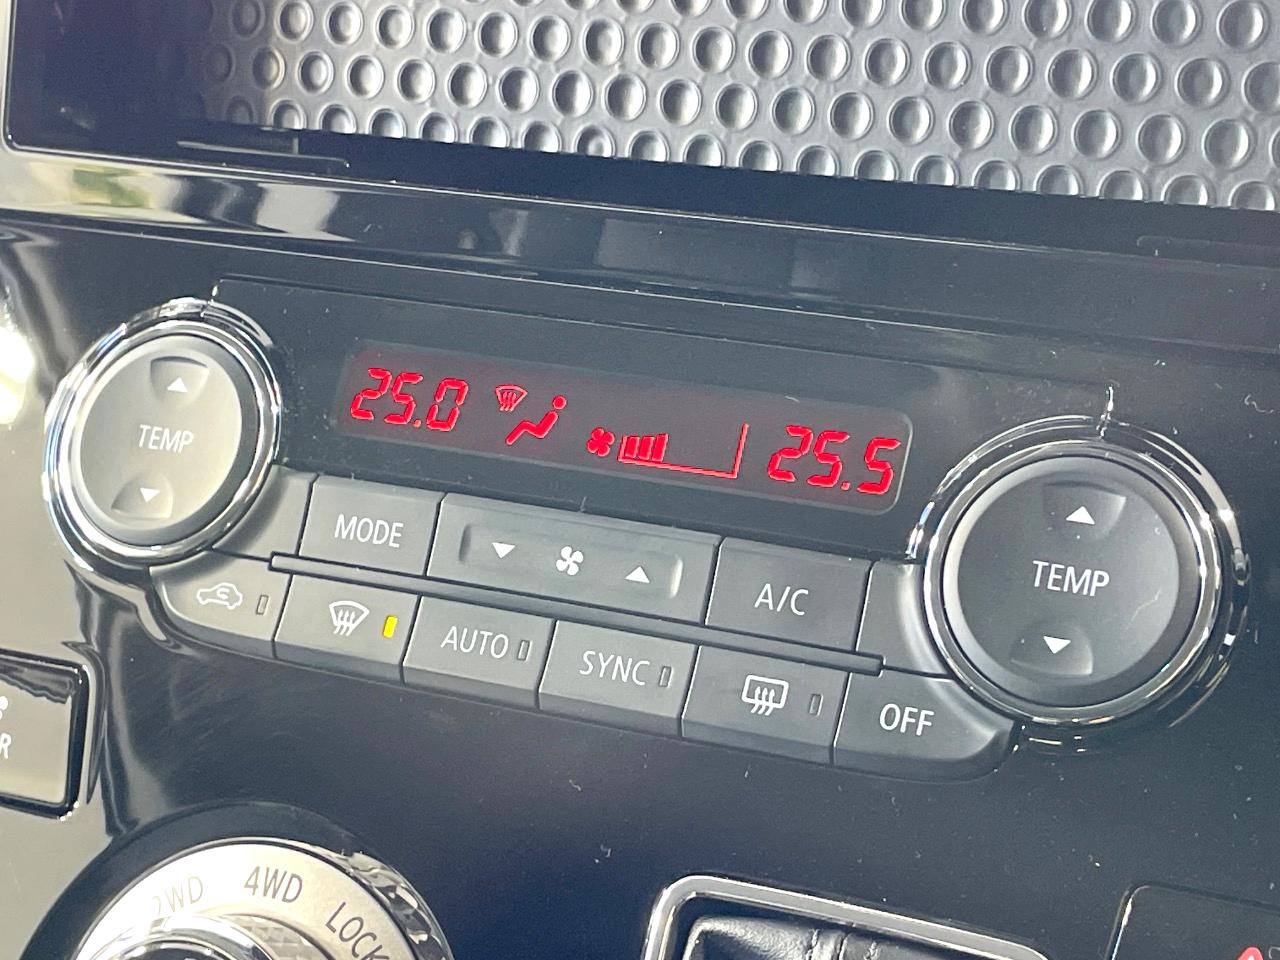 25.0 25.5
TEMP
MODE
A/C
TEMP
AUTO
SYNC
OFF
R
2WD 4WD LOCK